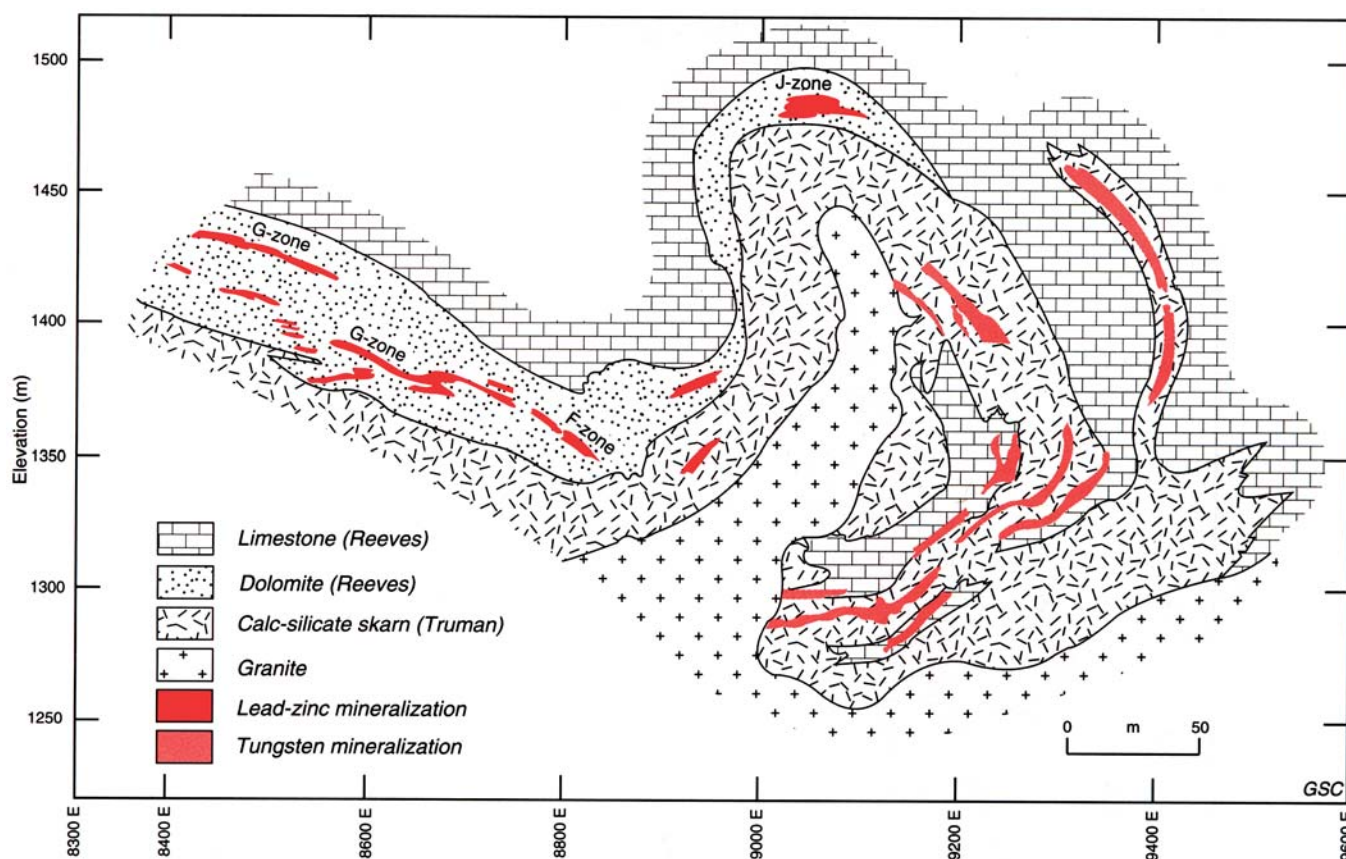 1500
1450
1400
1350
1300
1250
Elevation (m)
J-zone
G-zone
G-zone
F-zone
Limestone (Reeves)
Dolomite (Reeves)
Calc-silicate skarn (Truman)
Granite
Lead-zinc mineralization
Tungsten mineralization
0 m 50
GSC
8300 E
8400 E
8600 E
8800 E
9000 E
9200 E
9400 E
9600 E